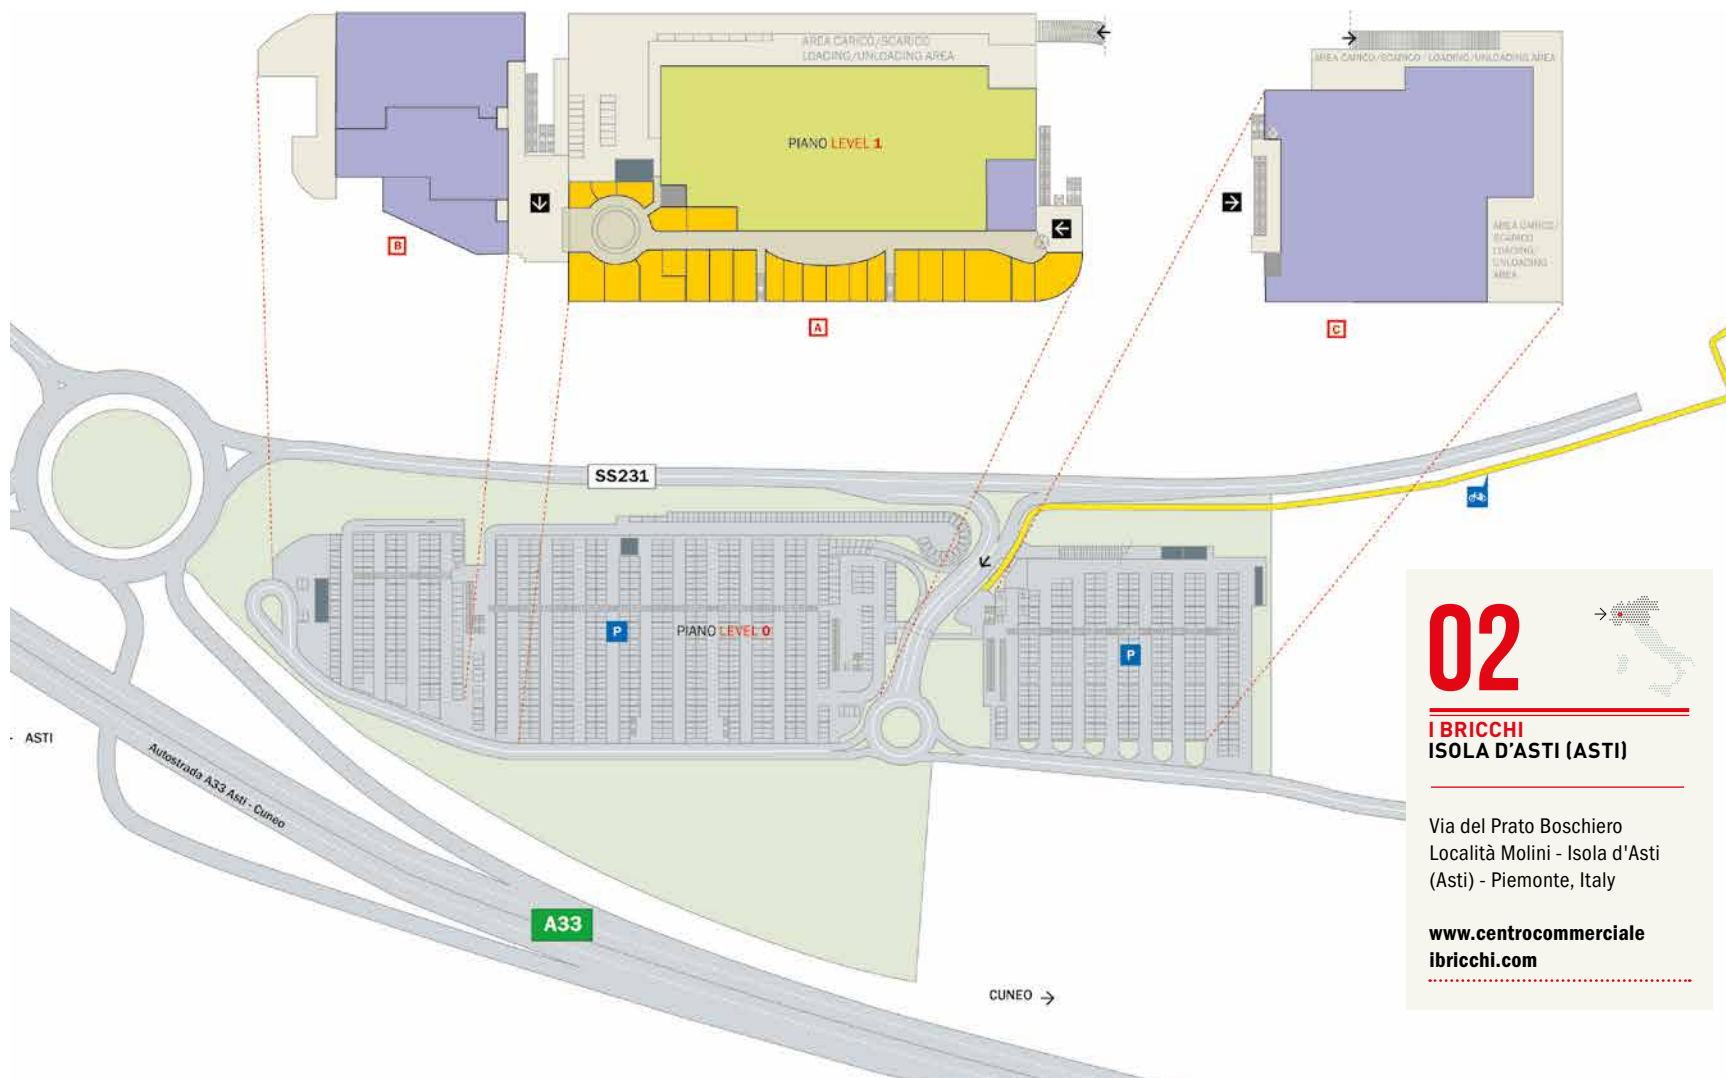 AREA CARICO/SCARICO
LOADING/UNLOADING AREA
AREA CARICO/SCARICO - LOADING/UNLOADING AREA
PIANO LEVEL 1
AREA CARICO/
SCARICO
LOADING/
UNLOADING
AREA
B
A
C
SS231
P
PIANO LEVEL 0
P
- ASTI
Autostrada A33 Asti - Cuneo
A33
CUNEO
02
I BRICCHI
ISOLA D'ASTI (ASTI)
Via del Prato Boschiero
Località Molini - Isola d'Asti
(Asti) - Piemonte, Italy
www.centrocommerciale
ibricchi.com